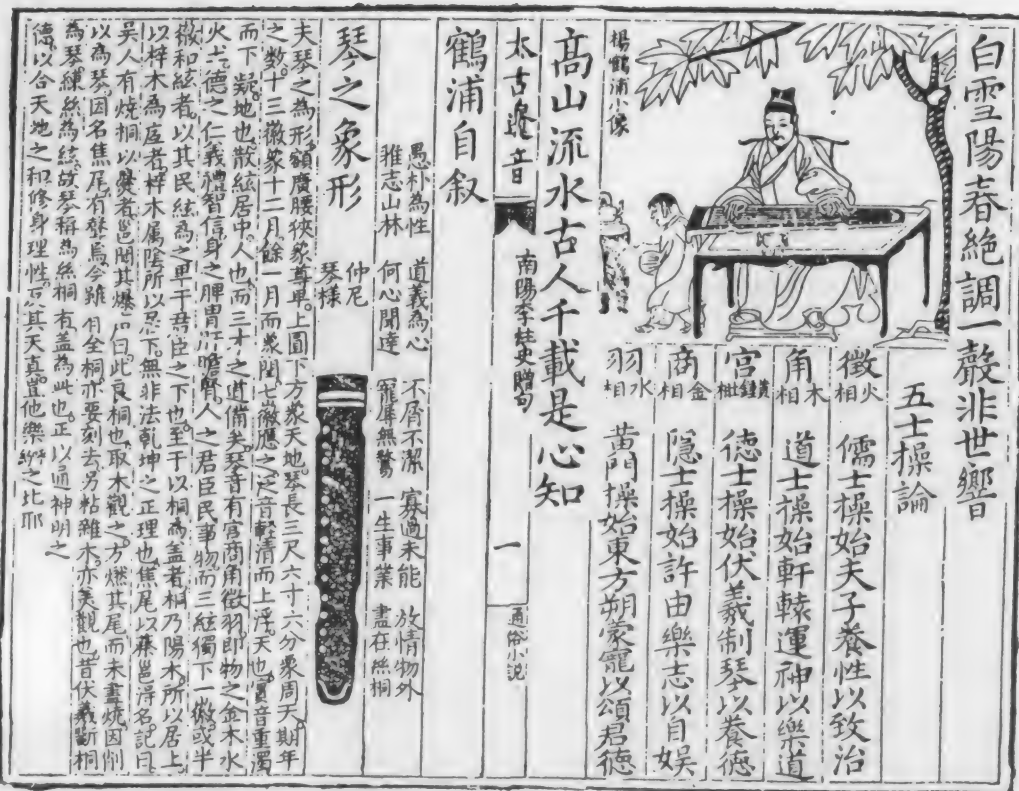 白雪陽春絶調一聲非世響
楊鶴浦小像
五士操論
徵火相 儒士操始夫子養性以致治
角木相 道士操始軒轅運神以樂道
宮黃鍾相 德士操始伏羲制琴以養德
商金相 隱士操始許由樂志以自娱
羽水相 黄門操始東方朔蒙寵以頌君德
高山流水古人千載是心知
太古遺音
南陽李桂史贈句
一
通俗小説
鶴浦自叙
愚朴為性 道義為心 不屑不潔 寡過未能 放情物外
雅志山林 何心聞達 寵辱無驚 一生事業 盡在絲桐
琴之象形
仲尼琴樣
夫琴之為形額廣腰狹象尊卑上圓下方象天地琴長三尺六寸六分象周天期年
之數十三徽象十二月餘一月而象閏七徽應之泛音輕清而上浮天也實音重濁
而下凝地也散絃居中人也而三才之道備矣琴音有宮商角徵羽即物之金木水
火土德之仁義禮智信身之脾胃肝膽腎人之君臣民事物而三絃獨下一徽或半
徽和絃者以其民絃為之卑于君臣之下也至于以桐為盖者桐乃陽木所以居上
以梓木為底者梓木属陰所以居下無非法乾坤之正理也焦尾以蔡邕得名記曰
吴人有燒桐以爨者邕聞其爆 曰此良桐也取木觀之方燃其尾而未盡燒因削
以為琴因名焦尾有聲焉今雖有全桐亦要刻去另粘雜木亦美觀也昔伏羲斷桐
為琴繅絲為絃故琴稱為絲桐有盖為此也正以通神明之
德以合天地之和修身理性 其天真豈他樂 之比耶